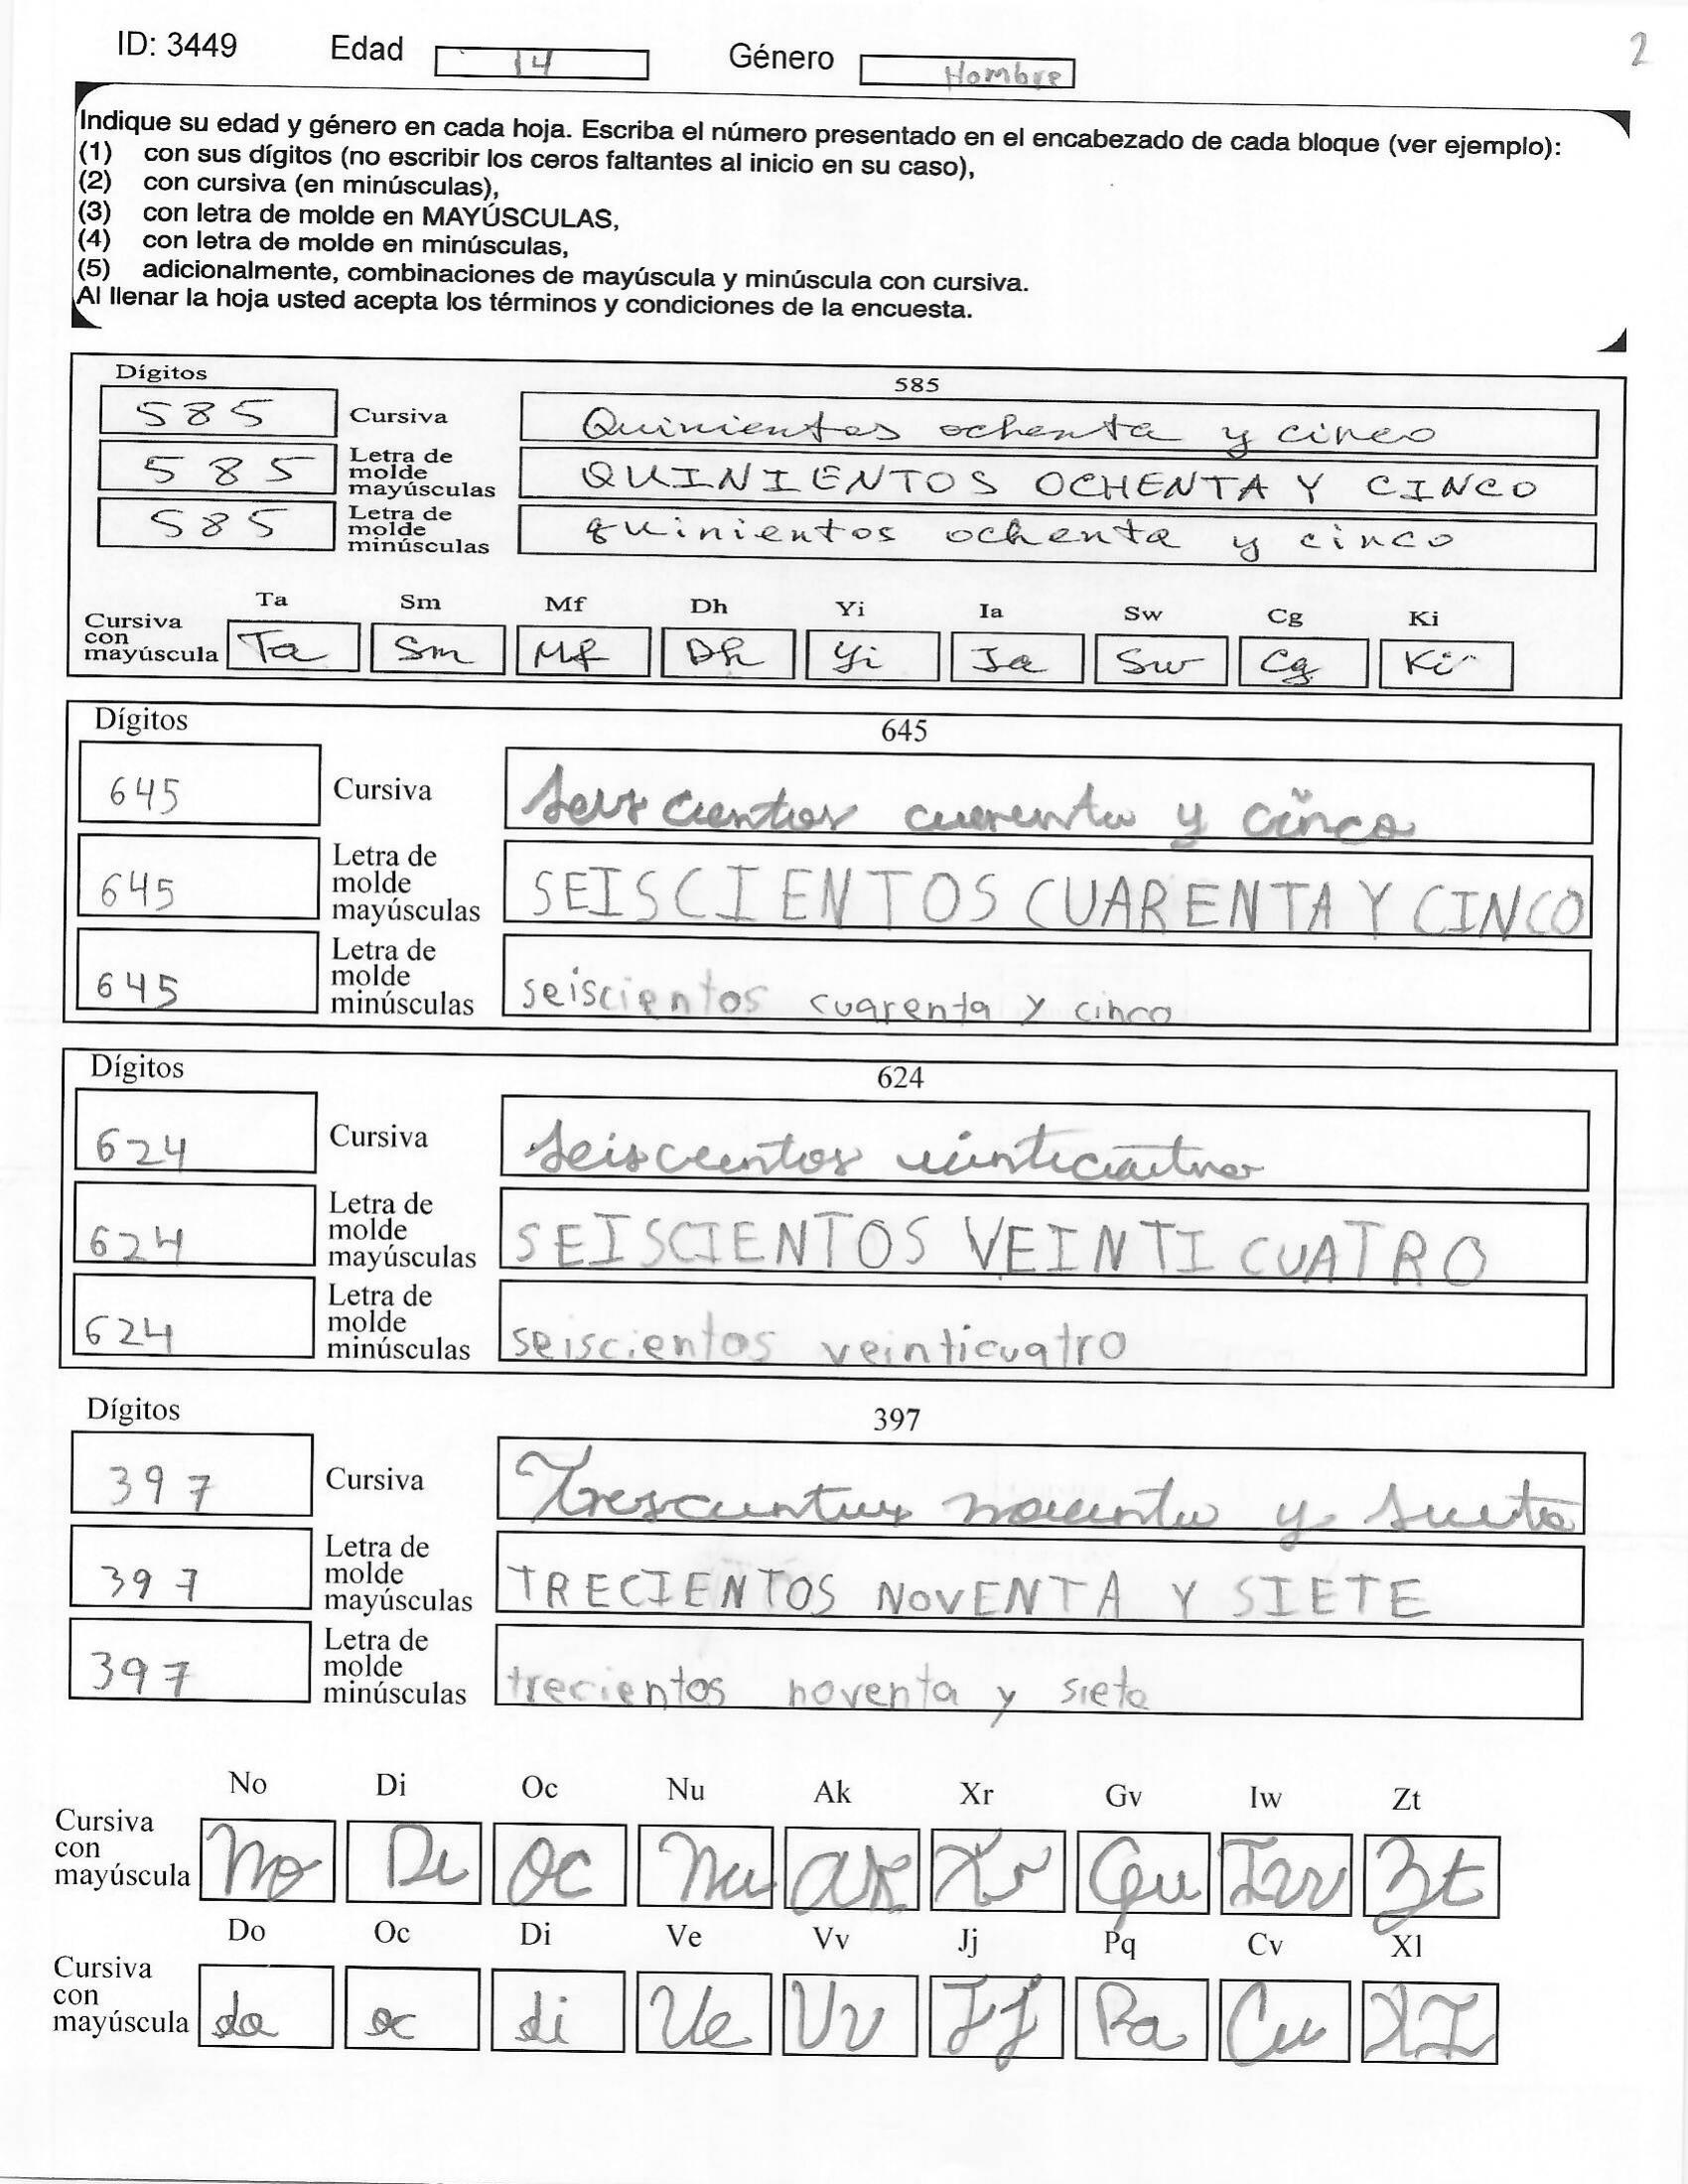 ID: 3449 Edad 14 Género Hombre 2
Indique su edad y género en cada hoja. Escriba el número presentado en el encabezado de cada bloque (ver ejemplo):
(1) con sus dígitos (no escribir los ceros faltantes al inicio en su caso),
(2) con cursiva (en minúsculas),
(3) con letra de molde en MAYÚSCULAS,
(4) con letra de molde en minúsculas,
(5) adicionalmente, combinaciones de mayúscula y minúscula con cursiva.
Al llenar la hoja usted acepta los términos y condiciones de la encuesta.
Dígitos 585
585 Cursiva Quinientos ochenta y cinco
585 Letra de molde mayúsculas QUINIENTOS OCHENTA Y CINCO
585 Letra de molde minúsculas quinientos ochenta y cinco
Ta Sm Mf Dh Yi Ia Sw Cg Ki
Cursiva con mayúscula Ta Sm Mf Dh Yi Ia Sw Cg Ki
Dígitos 645
645 Cursiva Seis cientos cuarenta y cinco
645 Letra de molde mayúsculas SEISCIENTOS CUARENTA Y CINCO
645 Letra de molde minúsculas seiscientos cuarenta y cinco
Dígitos 624
624 Cursiva seiscientos veinticuatro
624 Letra de molde mayúsculas SEISCIENTOS VEINTI CUATRO
624 Letra de molde minúsculas seiscientos veinticuatro
Dígitos 397
397 Cursiva Trescientos noventa y siete
397 Letra de molde mayúsculas TRECIENTOS NOVENTA Y SIETE
397 Letra de molde minúsculas trecientos noventa y siete
No Di Oc Nu Ak Xr Gv Iw Zt
Cursiva con mayúscula No Di Oc Nu Ak Xr Gv Iw Zt
Do Oc Di Ve Vv Jj Pq Cv Xl
Cursiva con mayúscula do oc di Ve Vv Jj Pa Cu XI